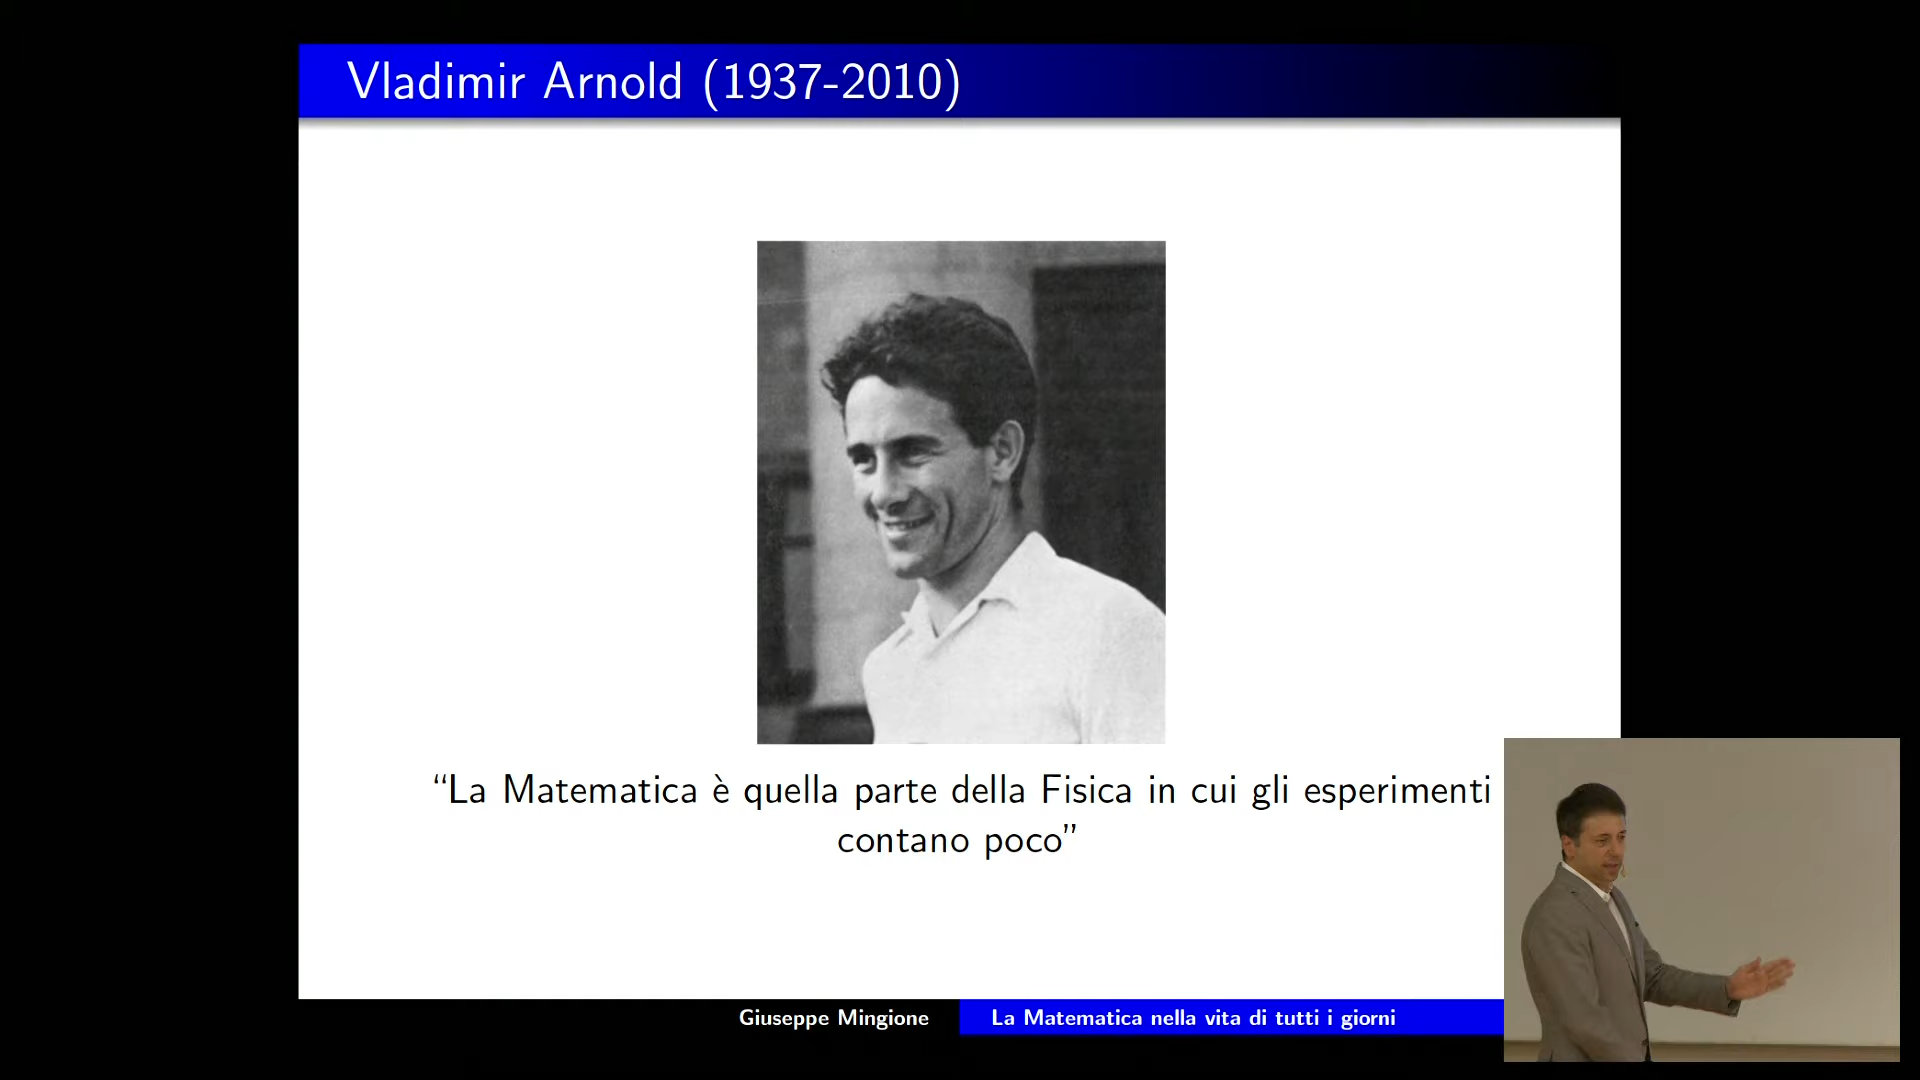 Vladimir Arnold (1937-2010)
“La Matematica è quella parte della Fisica in cui gli esperimenti
contano poco”
Giuseppe Mingione
La Matematica nella vita di tutti i giorni